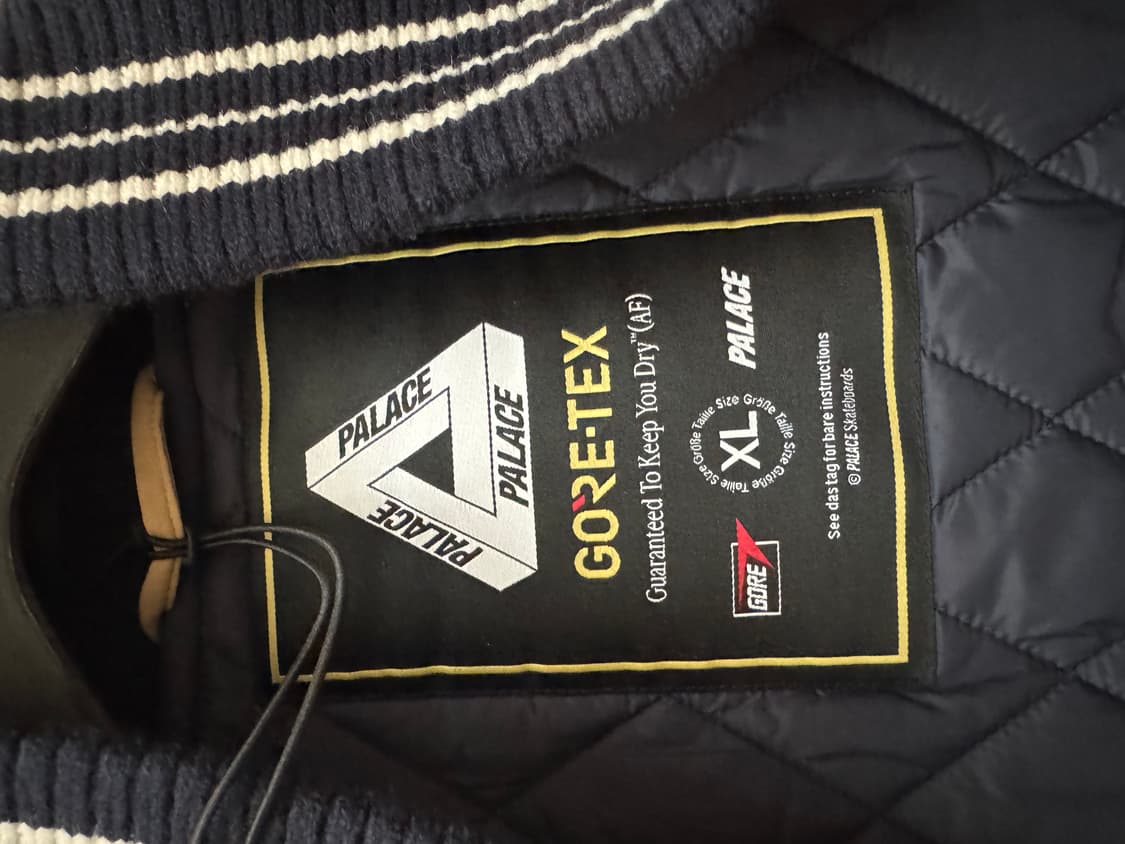 PALACE
PALACE
PALACE
GORE-TEX
Guaranteed To Keep You Dry™(AF)
GORE
Size Größe Taille Size Größe Taille Size Größe Taille
XL
PALACE
See das tag for bare instructions
© PALACE Skateboards